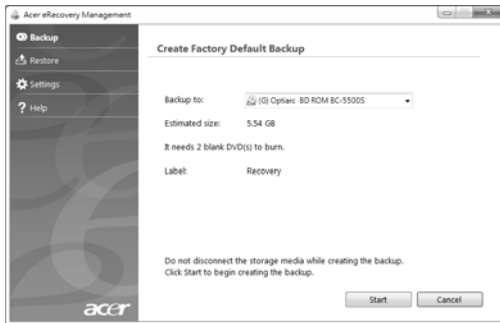 Acer eRecovery Management
Backup
Restore
Settings
Help
Create Factory Default Backup
Backup to: (G) Optiarc BD ROM BC-5500S
Estimated size: 5.54 GB
It needs 2 blank DVD(s) to burn.
Label: Recovery
Do not disconnect the storage media while creating the backup.
Click Start to begin creating the backup.
Start Cancel
acer